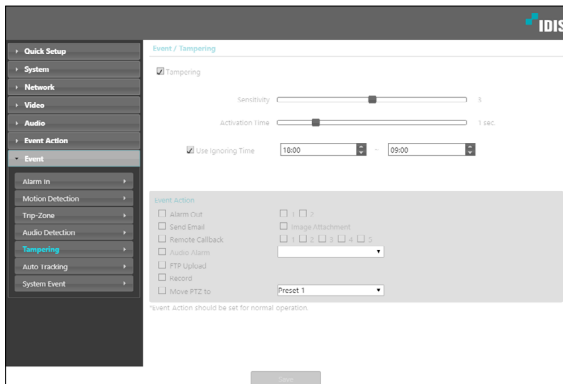 IDIS
Quick Setup
System
Network
Video
Audio
Event Action
Event
Alarm In
Motion Detection
Trip-Zone
Audio Detection
Tampering
Auto Tracking
System Event
Event / Tampering
Tampering
Sensitivity 5
Activation Time 1 sec.
Use Ignoring Time 18:00 ~ 09:00
Event Action
Alarm Out 1 2
Send Email Image Attachment
Remote Callback 1 2 3 4 5
Audio Alarm
FTP Upload
Record
Move PTZ to Preset 1
*Event Action should be set for normal operation.
Save